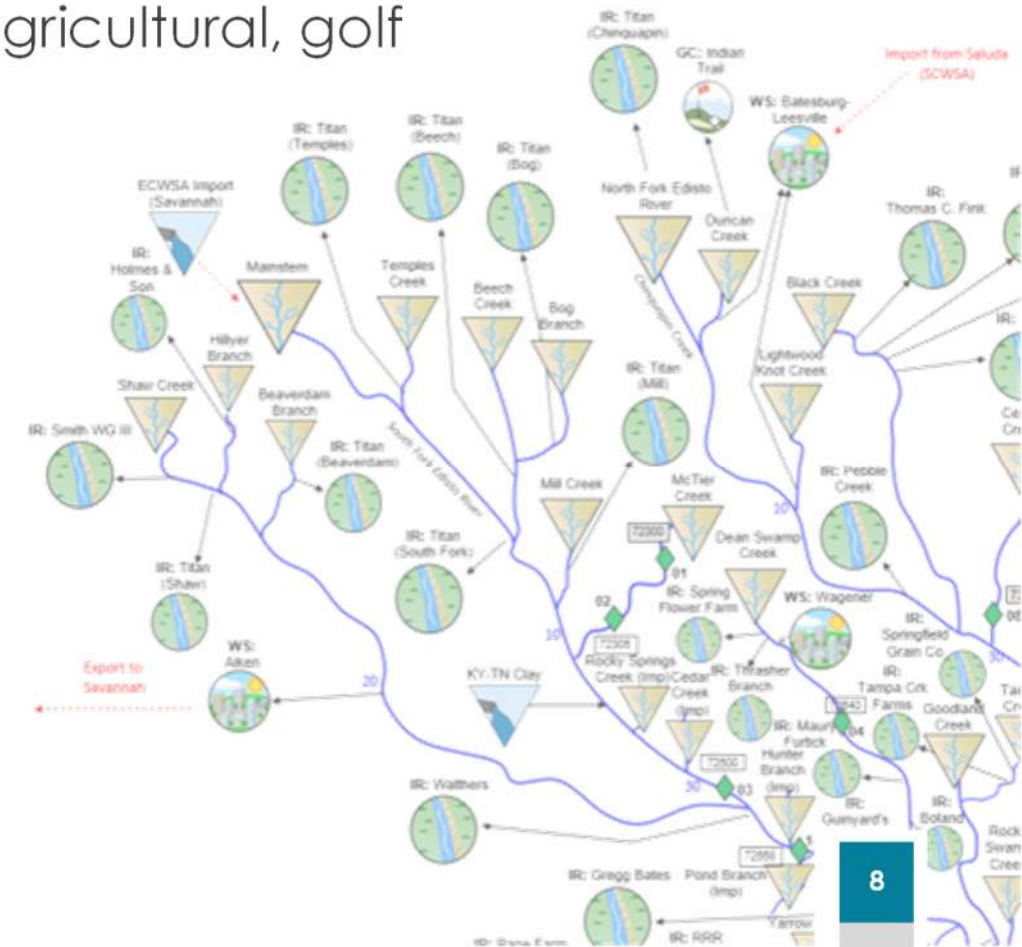 gricultural, golf
IR: Titan
(Chinquapin)
GC: Indian
Trail
Import from Saluda
(SCWSA)
WS: Batesburg-
Leesville
IR: Titan
(Temples)
IR: Titan
(Beech)
IR: Titan
(Bog)
ECWSA Import
(Savannah)
North Fork Edisto
River
Duncan
Creek
IR:
Thomas C. Fink
IR:
Holmes &
Son
Mainstem
Temples
Creek
Beech
Creek
Bog
Branch
Chinquapin Creek
Black Creek
IR:
Hillyer
Branch
Lightwood
Knot Creek
Shaw Creek
Beaverdam
Branch
IR: Titan
(Mill)
IR: Smith WG III
IR: Titan
(Beaverdam)
South Fork Edisto River
Mill Creek
McTier
Creek
IR: Pebble
Creek
10
72300
Dean Swamp
Creek
IR: Titan
(South Fork)
01
IR: Titan
(Shaw)
02
IR: Spring
Flower Farm
WS: Wagener
10
72305
IR:
Springfield
Grain Co
30
Export to
Savannah
WS:
Aiken
20
KY-TN Clay
Rocky Springs
Creek (Imp)
Cedar
Creek
(Imp)
IR: Thrasher
Branch
IR:
Tampa Crk
Farms
Goodland
Creek
04
IR: Maury
Furtick
72500
Hunter
Branch
(Imp)
30
03
IR: Walthers
IR:
Guinyard's
IR:
Boland
Pond Branch
(Imp)
IR: Gregg Bates
8
Yarrow
IR: RRR